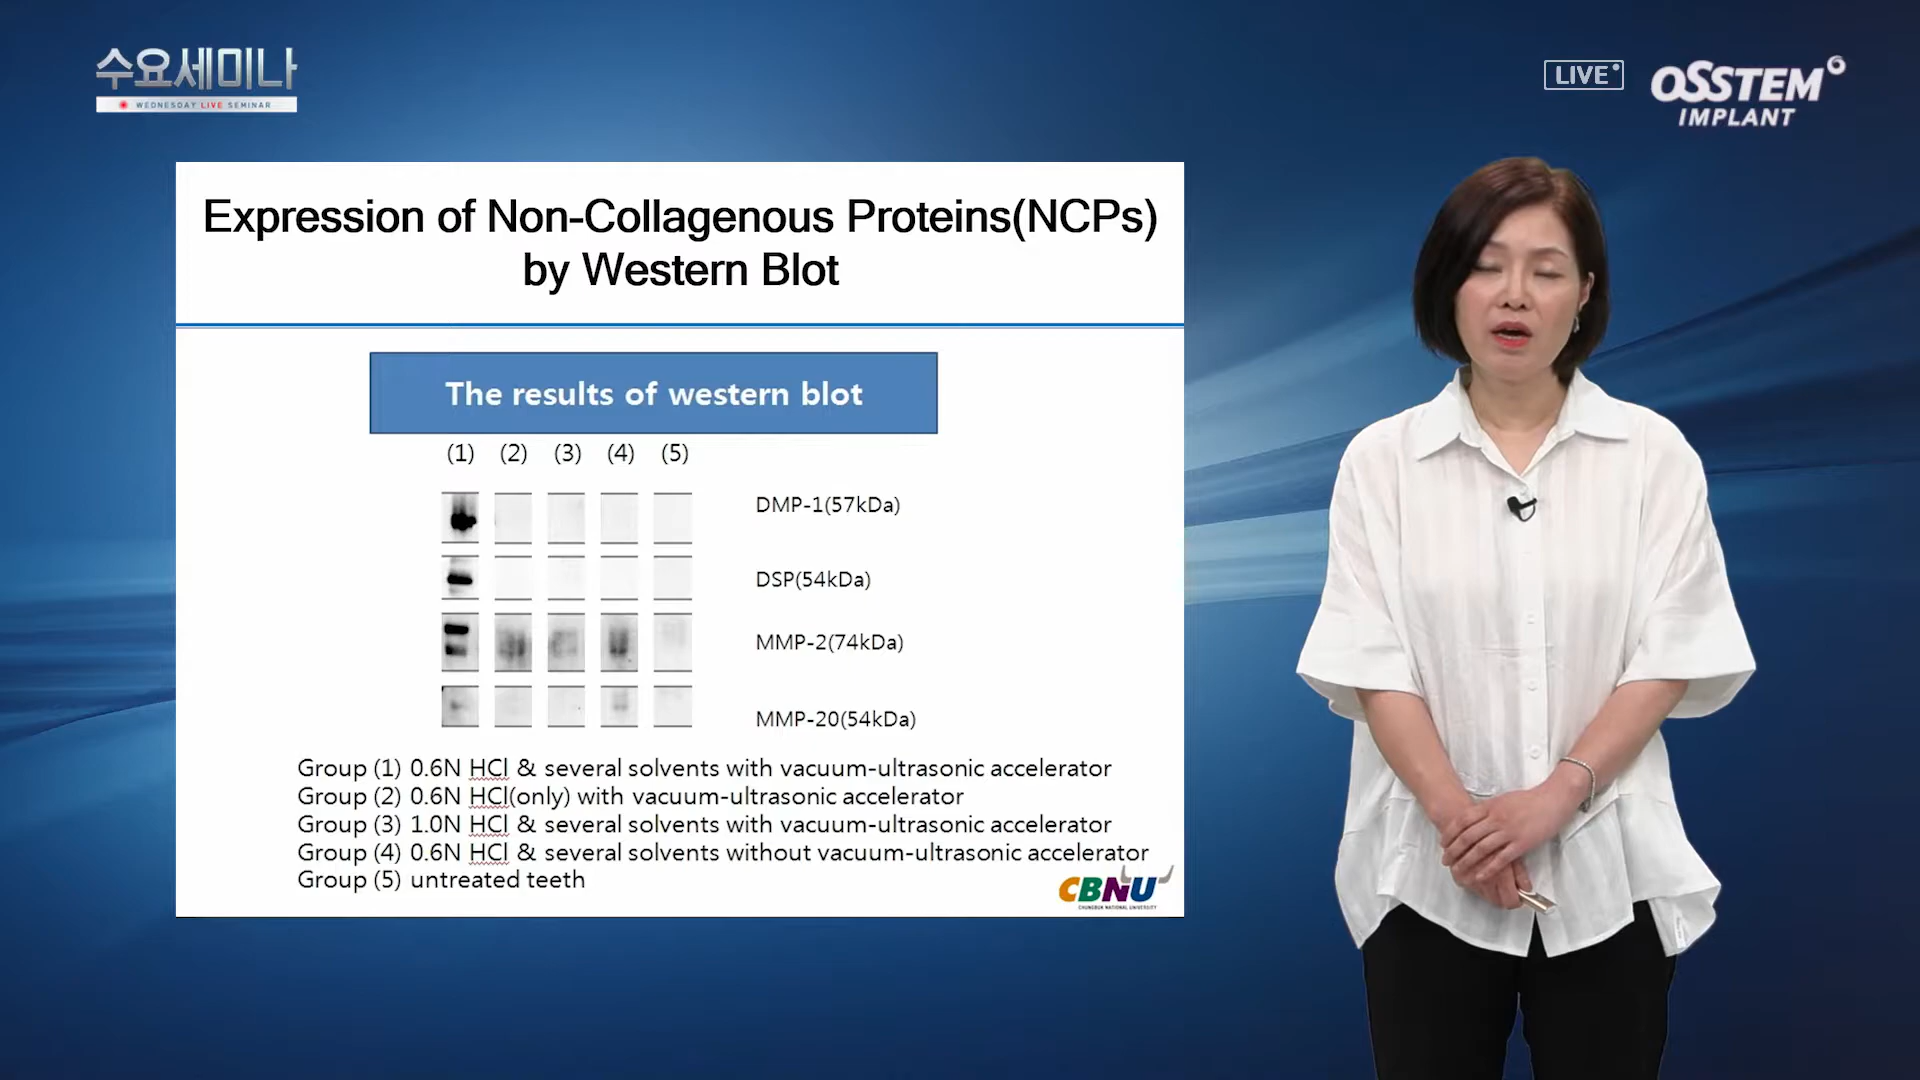 수요세미나
WEDNESDAY LIVE SEMINAR
LIVE
OSSTEM
IMPLANT
Expression of Non-Collagenous Proteins(NCPs)
by Western Blot
The results of western blot
(1) (2) (3) (4) (5)
DMP-1(57kDa)
DSP(54kDa)
MMP-2(74kDa)
MMP-20(54kDa)
Group (1) 0.6N HCl & several solvents with vacuum-ultrasonic accelerator
Group (2) 0.6N HCl(only) with vacuum-ultrasonic accelerator
Group (3) 1.0N HCl & several solvents with vacuum-ultrasonic accelerator
Group (4) 0.6N HCl & several solvents without vacuum-ultrasonic accelerator
Group (5) untreated teeth
CBNU
CHUNGBUK NATIONAL UNIVERSITY